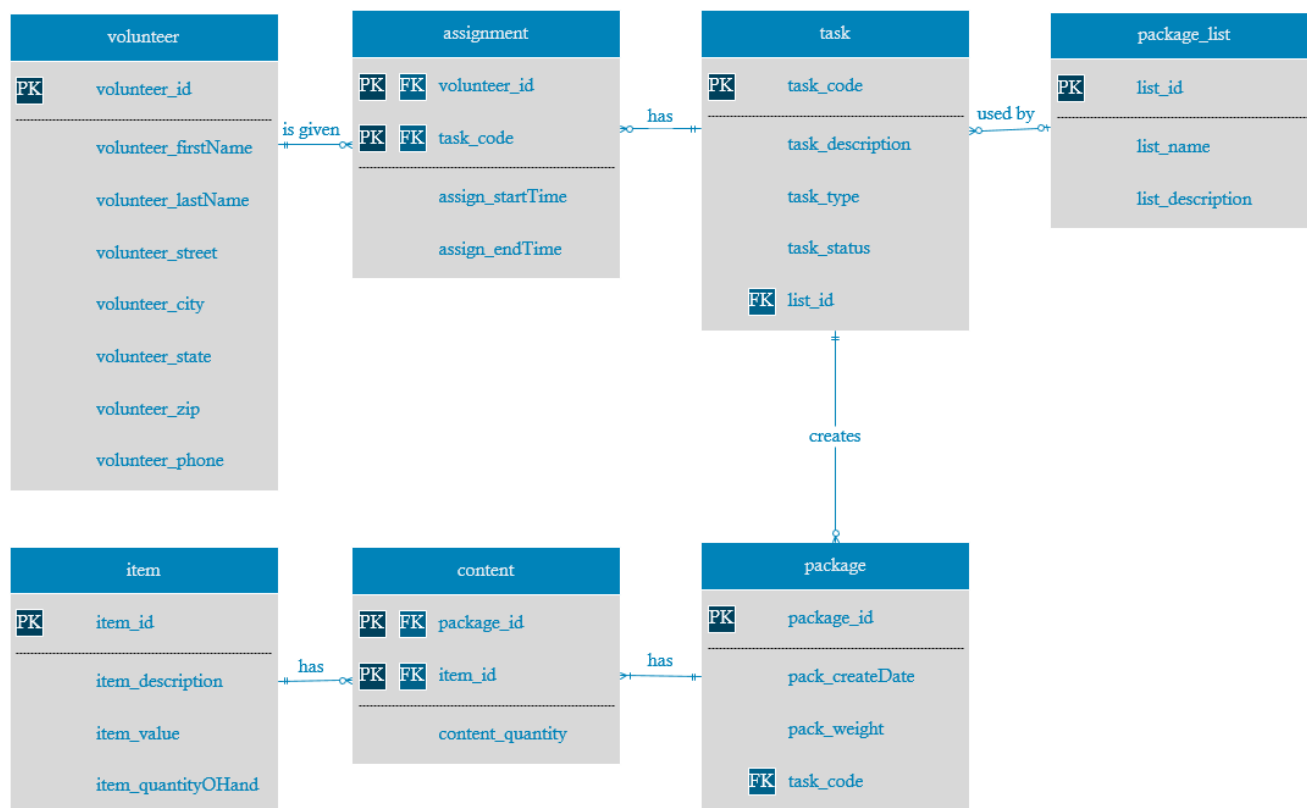 volunteer
PK volunteer_id
volunteer_firstName
volunteer_lastName
volunteer_street
volunteer_city
volunteer_state
volunteer_zip
volunteer_phone
is given
assignment
PK FK volunteer_id
PK FK task_code
assign_startTime
assign_endTime
has
task
PK task_code
task_description
task_type
task_status
FK list_id
used by
package_list
PK list_id
list_name
list_description
creates
item
PK item_id
item_description
item_value
item_quantityOHand
has
content
PK FK package_id
PK FK item_id
content_quantity
has
package
PK package_id
pack_createDate
pack_weight
FK task_code